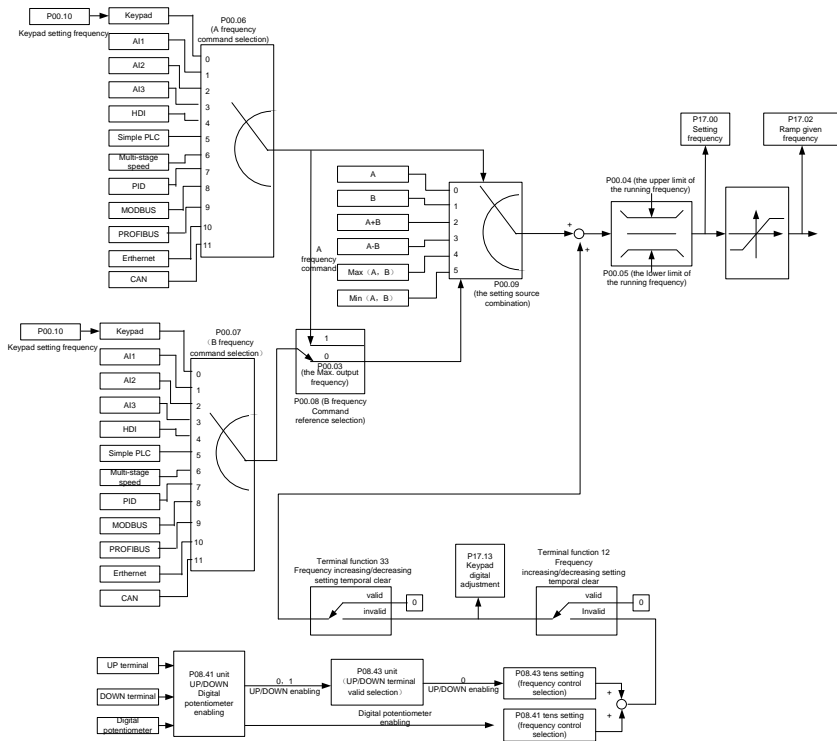 P00.10
Keypad setting frequency
Keypad
AI1
AI2
AI3
HDI
Simple PLC
Multi-stage
speed
PID
MODBUS
PROFIBUS
Erthernet
CAN
P00.06
(A frequency
command selection)
0
1
2
3
4
5
6
7
8
9
10
11
A
frequency
command
A
B
A+B
A-B
Max（A，B）
Min（A，B）
0
1
2
3
4
5
P00.09
(the setting source
combination)
+
+
P00.04 (the upper limit of
the running frequency)
P00.05 (the lower limit of
the running frequency)
P17.00
Setting
frequency
P17.02
Ramp given
frequency
P00.10
Keypad setting frequency
Keypad
AI1
AI2
AI3
HDI
Simple PLC
Multi-stage
speed
PID
MODBUS
PROFIBUS
Erthernet
CAN
P00.07
（B frequency
command selection）
0
1
2
3
4
5
6
7
8
9
10
11
1
0
P00.03
(the Max. output
frequency)
P00.08 (B frequency
Command
reference selection)
Terminal function 33
Frequency increasing/decreasing
setting temporal clear
valid
invalid
0
P17.13
Keypad
digital
adjustment
Terminal function 12
Frequency
increasing/decreasing setting
temporal clear
valid
Invalid
0
UP terminal
DOWN terminal
Digital
potentiometer
P08.41 unit
UP/DOWN
Digital
potentiometer
enabling
0，1
UP/DOWN enabling
P08.43 unit
（UP/DOWN terminal
valid selection）
0
UP/DOWN enabling
P08.43 tens setting
(frequency control
selection)
Digital potentiometer
enabling
P08.41 tens setting
(frequency control
selection)
+
+